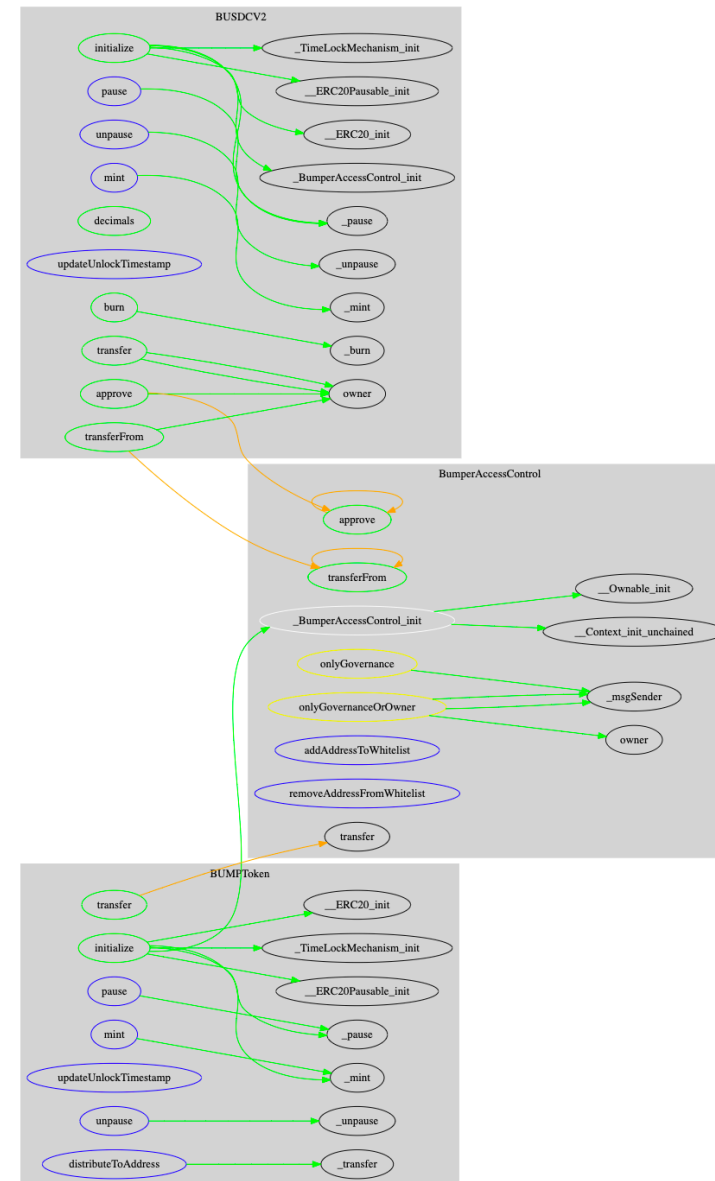 BUSDCV2
initialize
_TimeLockMechanism_init
pause
__ERC20Pausable_init
unpause
__ERC20_init
mint
_BumperAccessControl_init
decimals
_pause
updateUnlockTimestamp
_unpause
burn
_mint
transfer
_burn
approve
owner
transferFrom
BumperAccessControl
approve
transferFrom
__Ownable_init
_BumperAccessControl_init
__Context_init_unchained
onlyGovernance
_msgSender
onlyGovernanceOrOwner
owner
addAddressToWhitelist
removeAddressFromWhitelist
transfer
BUMPToken
transfer
__ERC20_init
initialize
_TimeLockMechanism_init
pause
__ERC20Pausable_init
mint
_pause
updateUnlockTimestamp
_mint
unpause
_unpause
distributeToAddress
_transfer